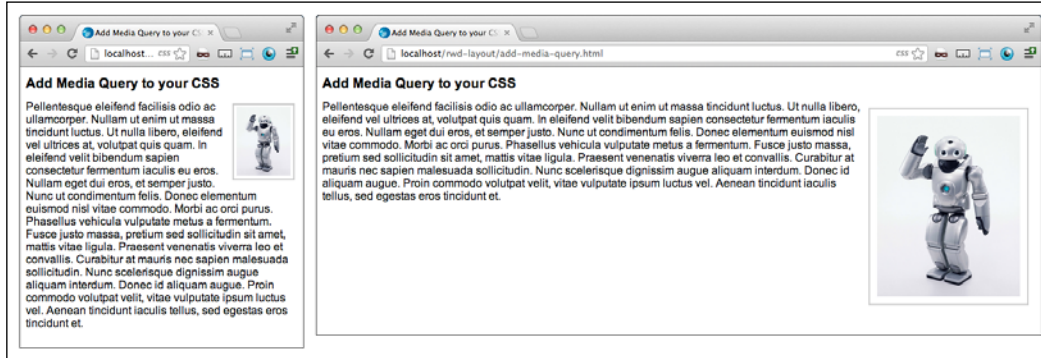 Add Media Query to your CS
localhost... css
Add Media Query to your CSS
Pellentesque eleifend facilisis odio ac
ullamcorper. Nullam ut enim ut massa
tincidunt luctus. Ut nulla libero, eleifend
vel ultrices at, volutpat quis quam. In
eleifend velit bibendum sapien
consectetur fermentum iaculis eu eros.
Nullam eget dui eros, et semper justo.
Nunc ut condimentum felis. Donec elementum
euismod nisl vitae commodo. Morbi ac orci purus.
Phasellus vehicula vulputate metus a fermentum.
Fusce justo massa, pretium sed sollicitudin sit amet,
mattis vitae ligula. Praesent venenatis viverra leo et
convallis. Curabitur at mauris nec sapien malesuada
sollicitudin. Nunc scelerisque dignissim augue
aliquam interdum. Donec id aliquam augue. Proin
commodo volutpat velit, vitae vulputate ipsum luctus
vel. Aenean tincidunt iaculis tellus, sed egestas eros
tincidunt et.
Add Media Query to your CS
localhost/rwd-layout/add-media-query.html css
Add Media Query to your CSS
Pellentesque eleifend facilisis odio ac ullamcorper. Nullam ut enim ut massa tincidunt luctus. Ut nulla libero,
eleifend vel ultrices at, volutpat quis quam. In eleifend velit bibendum sapien consectetur fermentum iaculis
eu eros. Nullam eget dui eros, et semper justo. Nunc ut condimentum felis. Donec elementum euismod nisl
vitae commodo. Morbi ac orci purus. Phasellus vehicula vulputate metus a fermentum. Fusce justo massa,
pretium sed sollicitudin sit amet, mattis vitae ligula. Praesent venenatis viverra leo et convallis. Curabitur at
mauris nec sapien malesuada sollicitudin. Nunc scelerisque dignissim augue aliquam interdum. Donec id
aliquam augue. Proin commodo volutpat velit, vitae vulputate ipsum luctus vel. Aenean tincidunt iaculis
tellus, sed egestas eros tincidunt et.